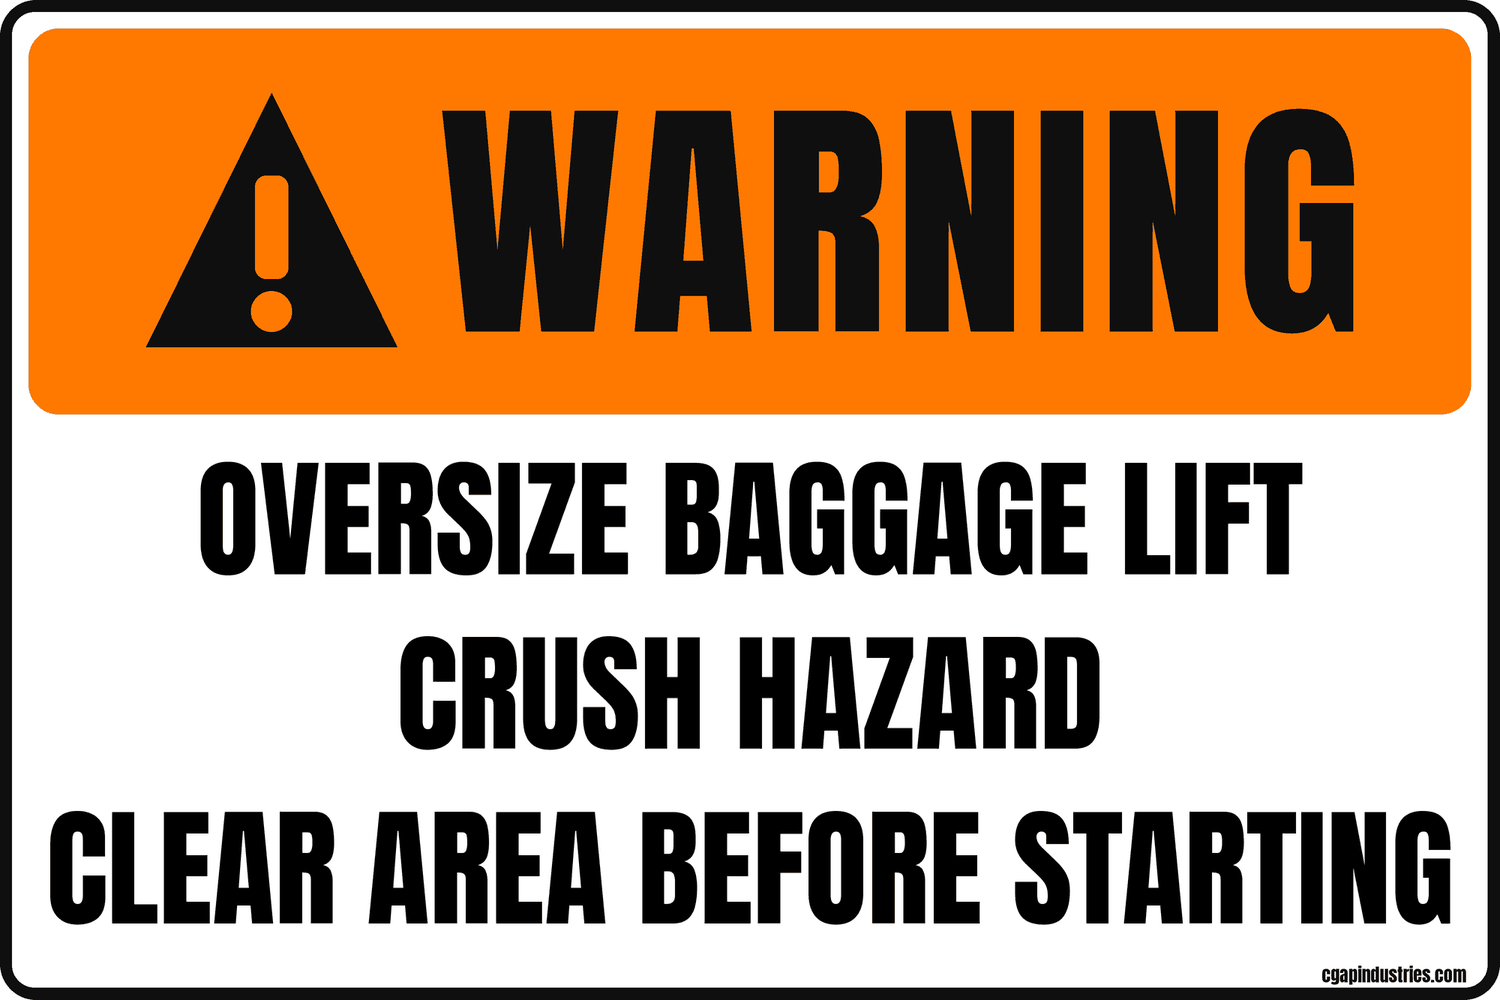 WARNING
OVERSIZE BAGGAGE LIFT
CRUSH HAZARD
CLEAR AREA BEFORE STARTING
cgapindustries.com